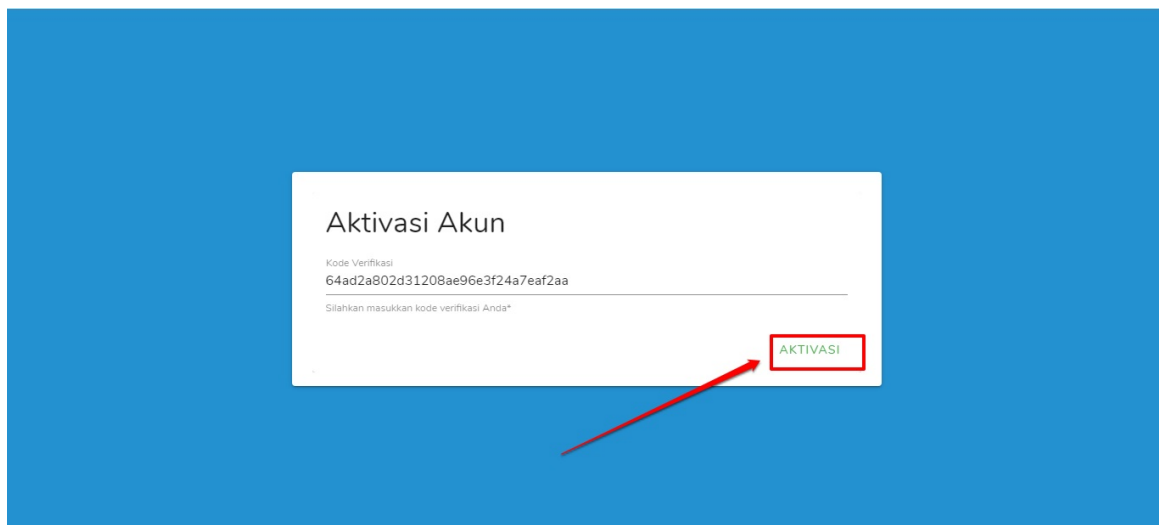 Aktivasi Akun
Kode Verifikasi
64ad2a802d31208ae96e3f24a7eaf2aa
Silahkan masukkan kode verifikasi Anda*
AKTIVASI